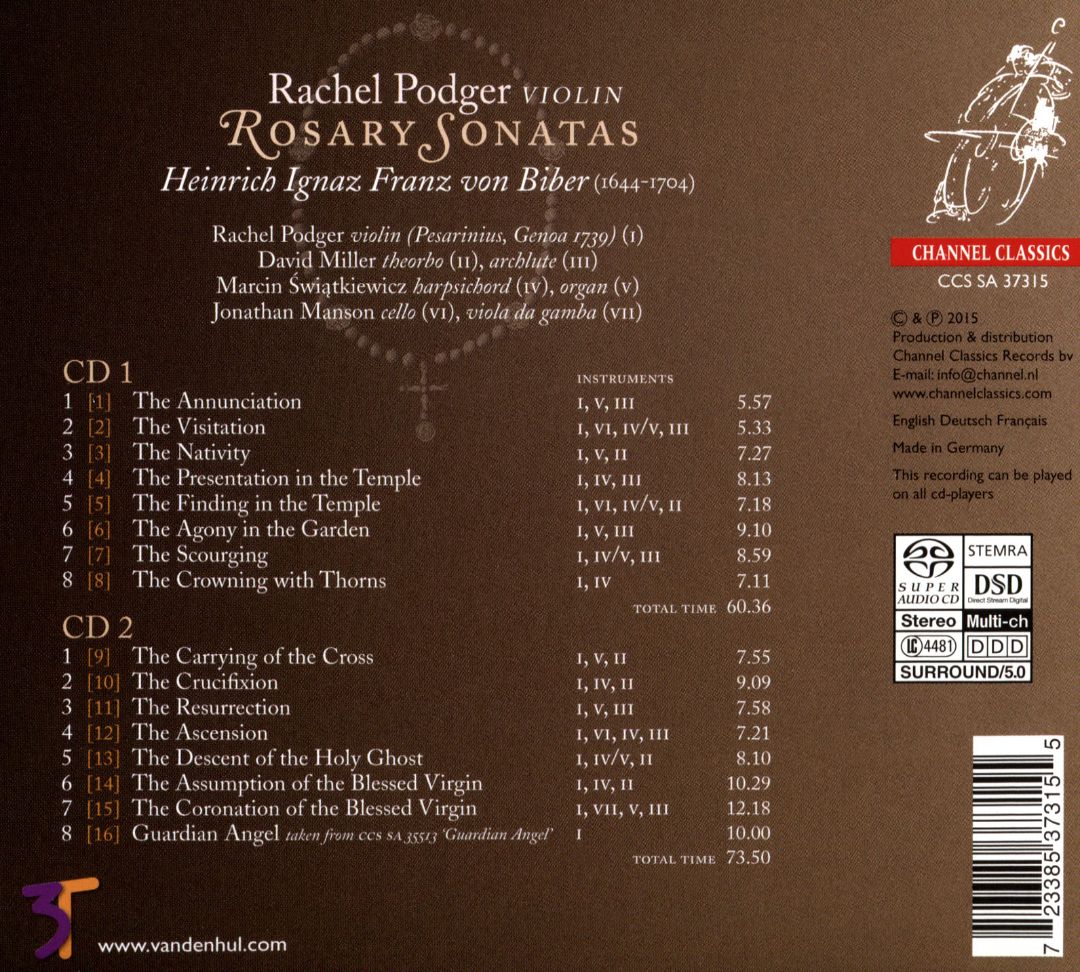 Rachel Podger VIOLIN
ROSARY SONATAS
Heinrich Ignaz Franz von Biber (1644-1704)
Rachel Podger violin (Pesarinius, Genoa 1739) (I)
David Miller theorbo (II), archlute (III)
Marcin Świątkiewicz harpsichord (IV), organ (V)
Jonathan Manson cello (VI), viola da gamba (VII)
CD 1 INSTRUMENTS
1 [1] The Annunciation I, V, III 5.57
2 [2] The Visitation I, VI, IV/V, III 5.33
3 [3] The Nativity I, V, II 7.27
4 [4] The Presentation in the Temple I, IV, III 8.13
5 [5] The Finding in the Temple I, VI, IV/V, II 7.18
6 [6] The Agony in the Garden I, V, III 9.10
7 [7] The Scourging I, IV/V, III 8.59
8 [8] The Crowning with Thorns I, IV 7.11
TOTAL TIME 60.36
CD 2
1 [9] The Carrying of the Cross I, V, II 7.55
2 [10] The Crucifixion I, IV, II 9.09
3 [11] The Resurrection I, V, III 7.58
4 [12] The Ascension I, VI, IV, III 7.21
5 [13] The Descent of the Holy Ghost I, IV/V, II 8.10
6 [14] The Assumption of the Blessed Virgin I, IV, II 10.29
7 [15] The Coronation of the Blessed Virgin I, VII, V, III 12.18
8 [16] Guardian Angel taken from CCS SA 35513 'Guardian Angel' I 10.00
TOTAL TIME 73.50
3T
www.vandenhul.com
CHANNEL CLASSICS
CCS SA 37315
© & ℗ 2015
Production & distribution
Channel Classics Records bv
E-mail: info@channel.nl
www.channelclassics.com
English Deutsch Français
Made in Germany
This recording can be played
on all cd-players
SUPER
AUDIO CD
STEMRA
DSD
Direct Stream Digital
Stereo Multi-ch
LC 4481 DDD
SURROUND/5.0
7 23385 37315 5